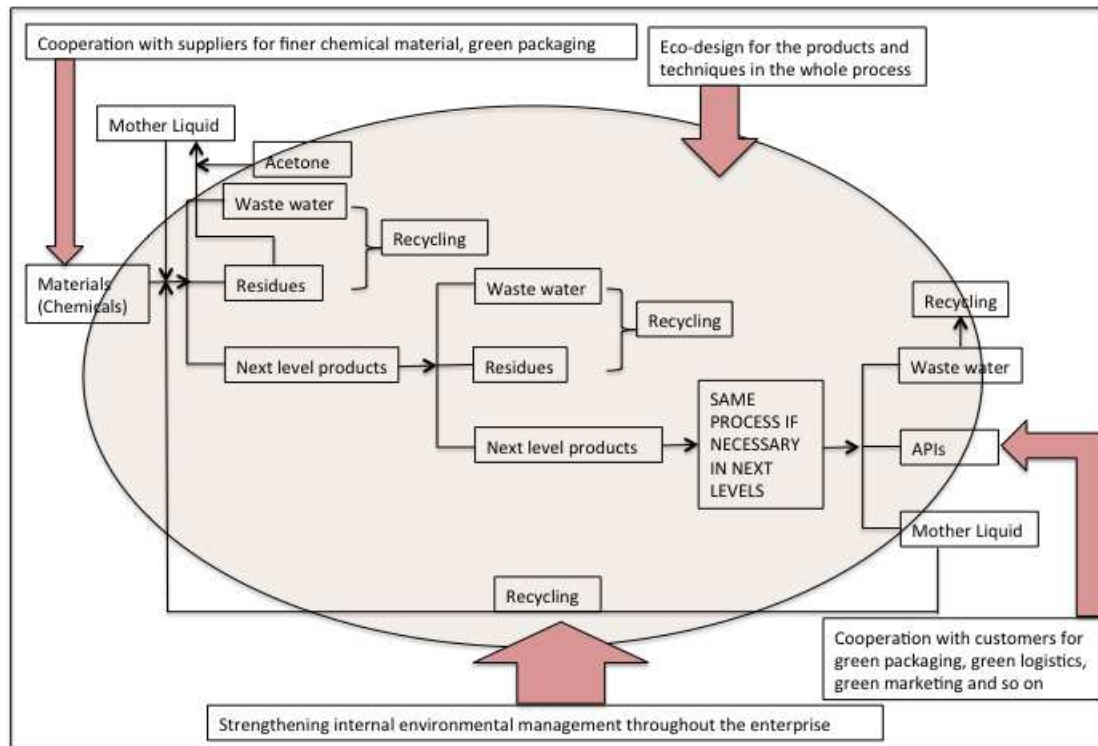 Cooperation with suppliers for finer chemical material, green packaging
Eco-design for the products and
techniques in the whole process
Mother Liquid
Acetone
Waste water
Recycling
Residues
Materials
(Chemicals)
Next level products
Waste water
Recycling
Residues
Next level products
SAME
PROCESS IF
NECESSARY
IN NEXT
LEVELS
Recycling
Waste water
APIs
Mother Liquid
Recycling
Cooperation with customers for
green packaging, green logistics,
green marketing and so on
Strengthening internal environmental management throughout the enterprise